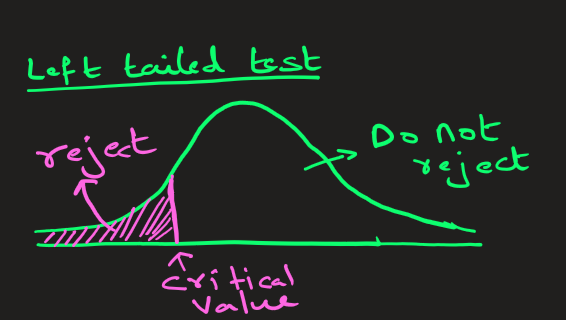 Left tailed test
reject
Do not
reject
critical
value